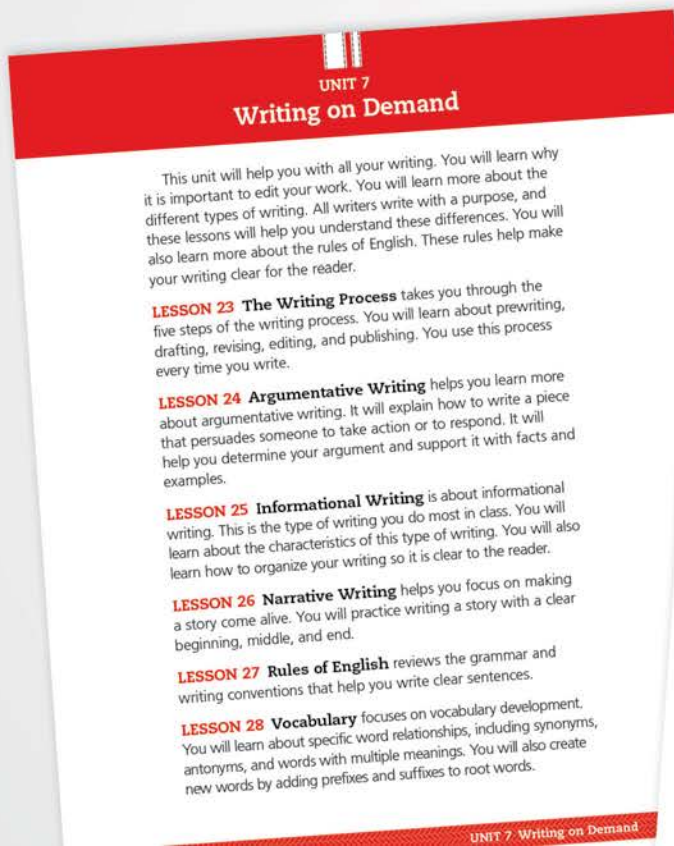 UNIT 7
Writing on Demand
This unit will help you with all your writing. You will learn why
it is important to edit your work. You will learn more about the
different types of writing. All writers write with a purpose, and
these lessons will help you understand these differences. You will
also learn more about the rules of English. These rules help make
your writing clear for the reader.
LESSON 23 The Writing Process takes you through the
five steps of the writing process. You will learn about prewriting,
drafting, revising, editing, and publishing. You use this process
every time you write.
LESSON 24 Argumentative Writing helps you learn more
about argumentative writing. It will explain how to write a piece
that persuades someone to take action or to respond. It will
help you determine your argument and support it with facts and
examples.
LESSON 25 Informational Writing is about informational
writing. This is the type of writing you do most in class. You will
learn about the characteristics of this type of writing. You will also
learn how to organize your writing so it is clear to the reader.
LESSON 26 Narrative Writing helps you focus on making
a story come alive. You will practice writing a story with a clear
beginning, middle, and end.
LESSON 27 Rules of English reviews the grammar and
writing conventions that help you write clear sentences.
LESSON 28 Vocabulary focuses on vocabulary development.
You will learn about specific word relationships, including synonyms,
antonyms, and words with multiple meanings. You will also create
new words by adding prefixes and suffixes to root words.
UNIT 7 Writing on Demand